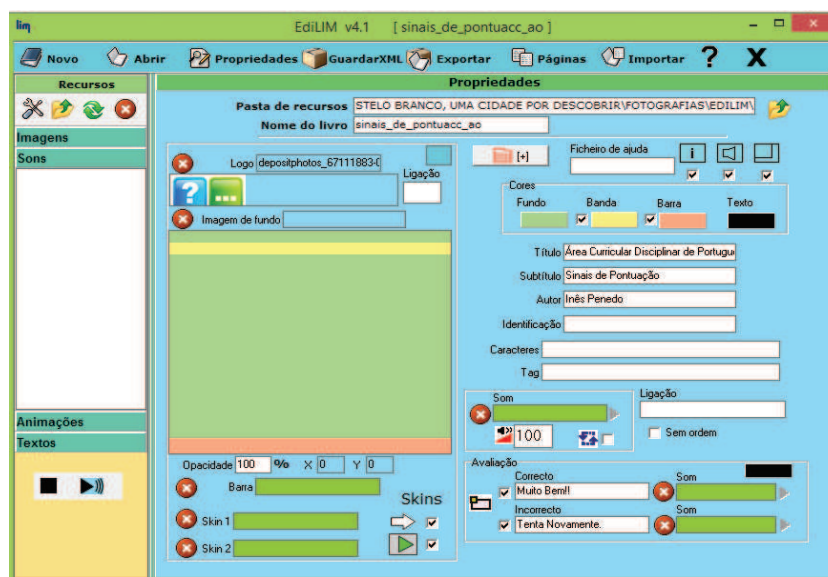 lim EdiLIM v4.1 [ sinais_de_pontuacc_ao ]
Novo Abrir Propriedades GuardarXML Exportar Páginas Importar ? X
Recursos
Imagens
Sons
Animações
Textos
Propriedades
Pasta de recursos STELO BRANCO, UMA CIDADE POR DESCOBRIR\FOTOGRAFIAS\EDILIM\
Nome do livro sinais_de_pontuacc_ao
Logo depositphotos_67111883-(
Ligação
? ...
Imagem de fundo
Opacidade 100 % X 0 Y 0
Barra
Skins
Skin 1
Skin 2
[+]
Ficheiro de ajuda
i
Cores
Fundo Banda Barra Texto
Título Área Curricular Disciplinar de Portugu
Subtítulo Sinais de Pontuação
Autor Inês Penedo
Identificação
Caracteres
Tag
Som
100
Ligação
Sem ordem
Avaliação
Correcto Som
Muito Bem!!
Incorrecto Som
Tenta Novamente.